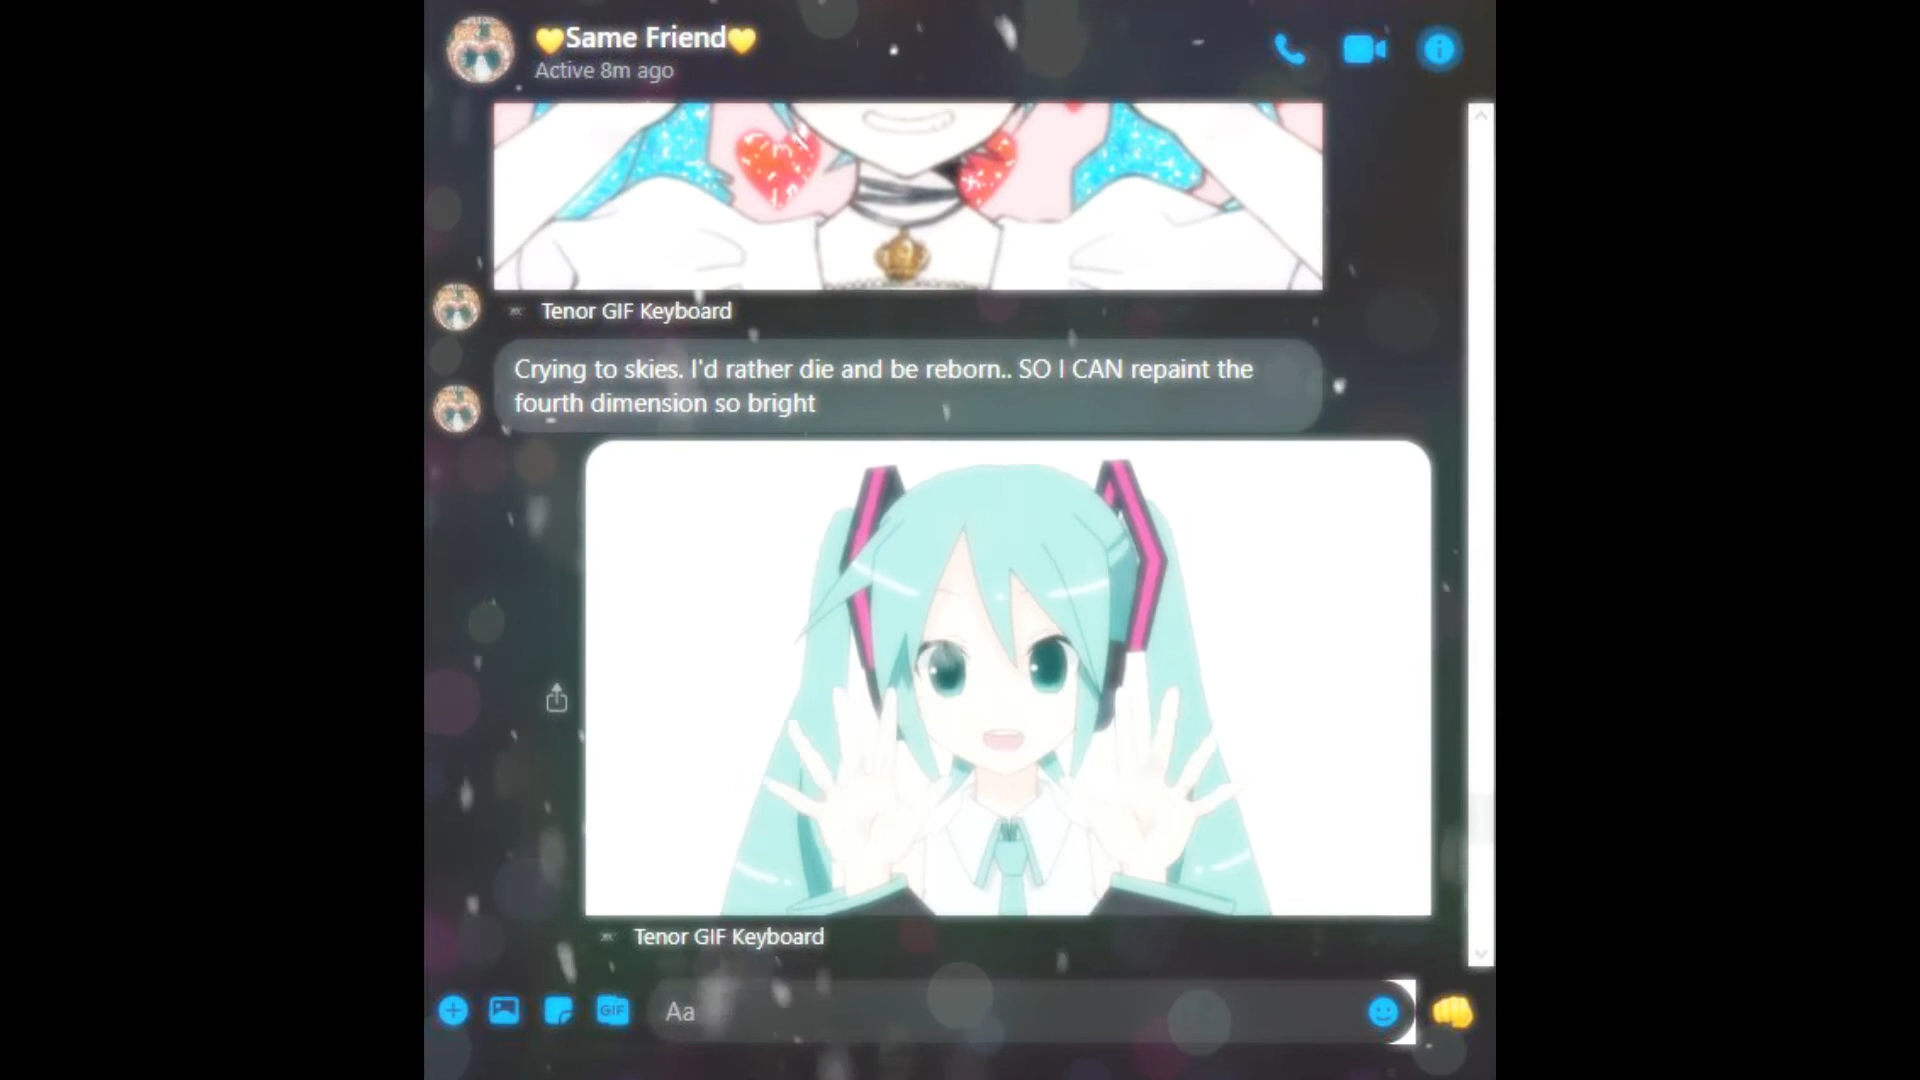 💛Same Friend💛
Active 8m ago
Tenor GIF Keyboard
Crying to skies. I'd rather die and be reborn.. SO I CAN repaint the
fourth dimension so bright
Tenor GIF Keyboard
GIF
Aa